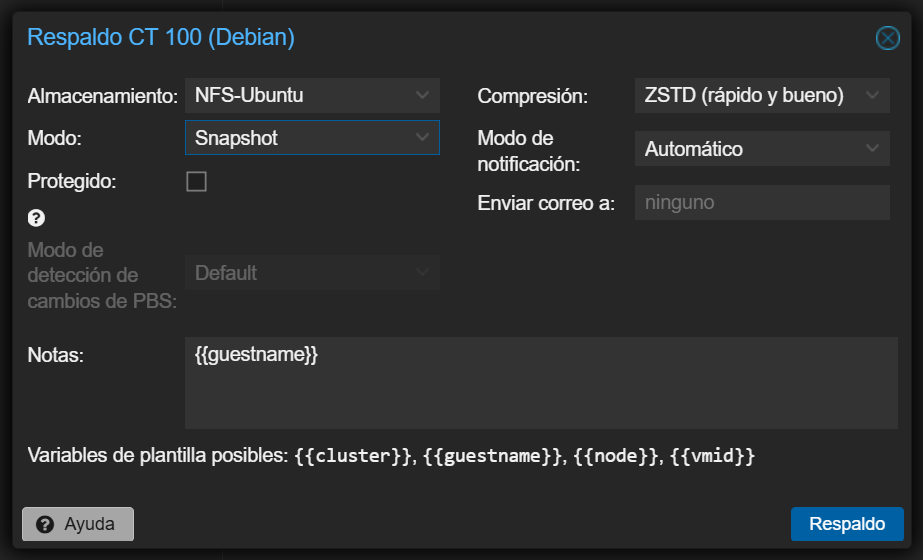 Respaldo CT 100 (Debian)
Almacenamiento: NFS-Ubuntu
Compresión: ZSTD (rápido y bueno)
Modo: Snapshot
Modo de
notificación: Automático
Protegido:
Enviar correo a: ninguno
?
Modo de
detección de
cambios de PBS: Default
Notas: {{guestname}}
Variables de plantilla posibles: {{cluster}}, {{guestname}}, {{node}}, {{vmid}}
? Ayuda
Respaldo